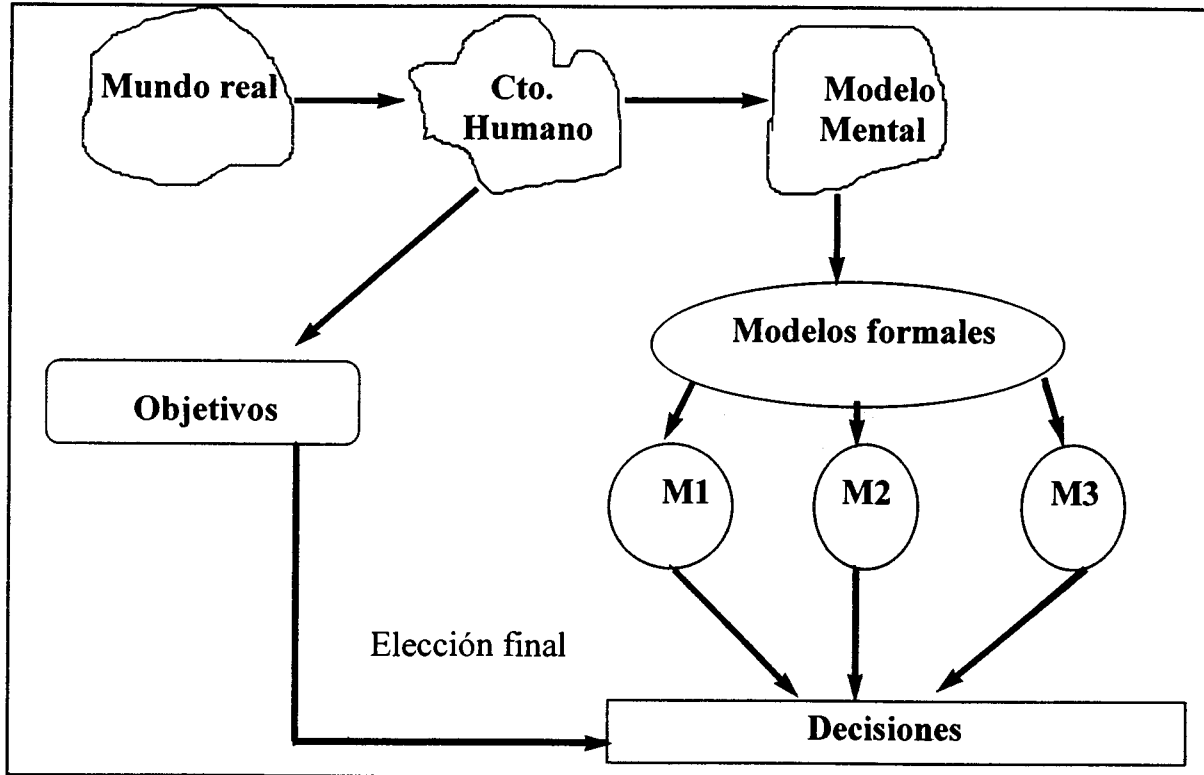 Mundo real
Cto.
Humano
Modelo
Mental
Modelos formales
Objetivos
M1
M2
M3
Elección final
Decisiones